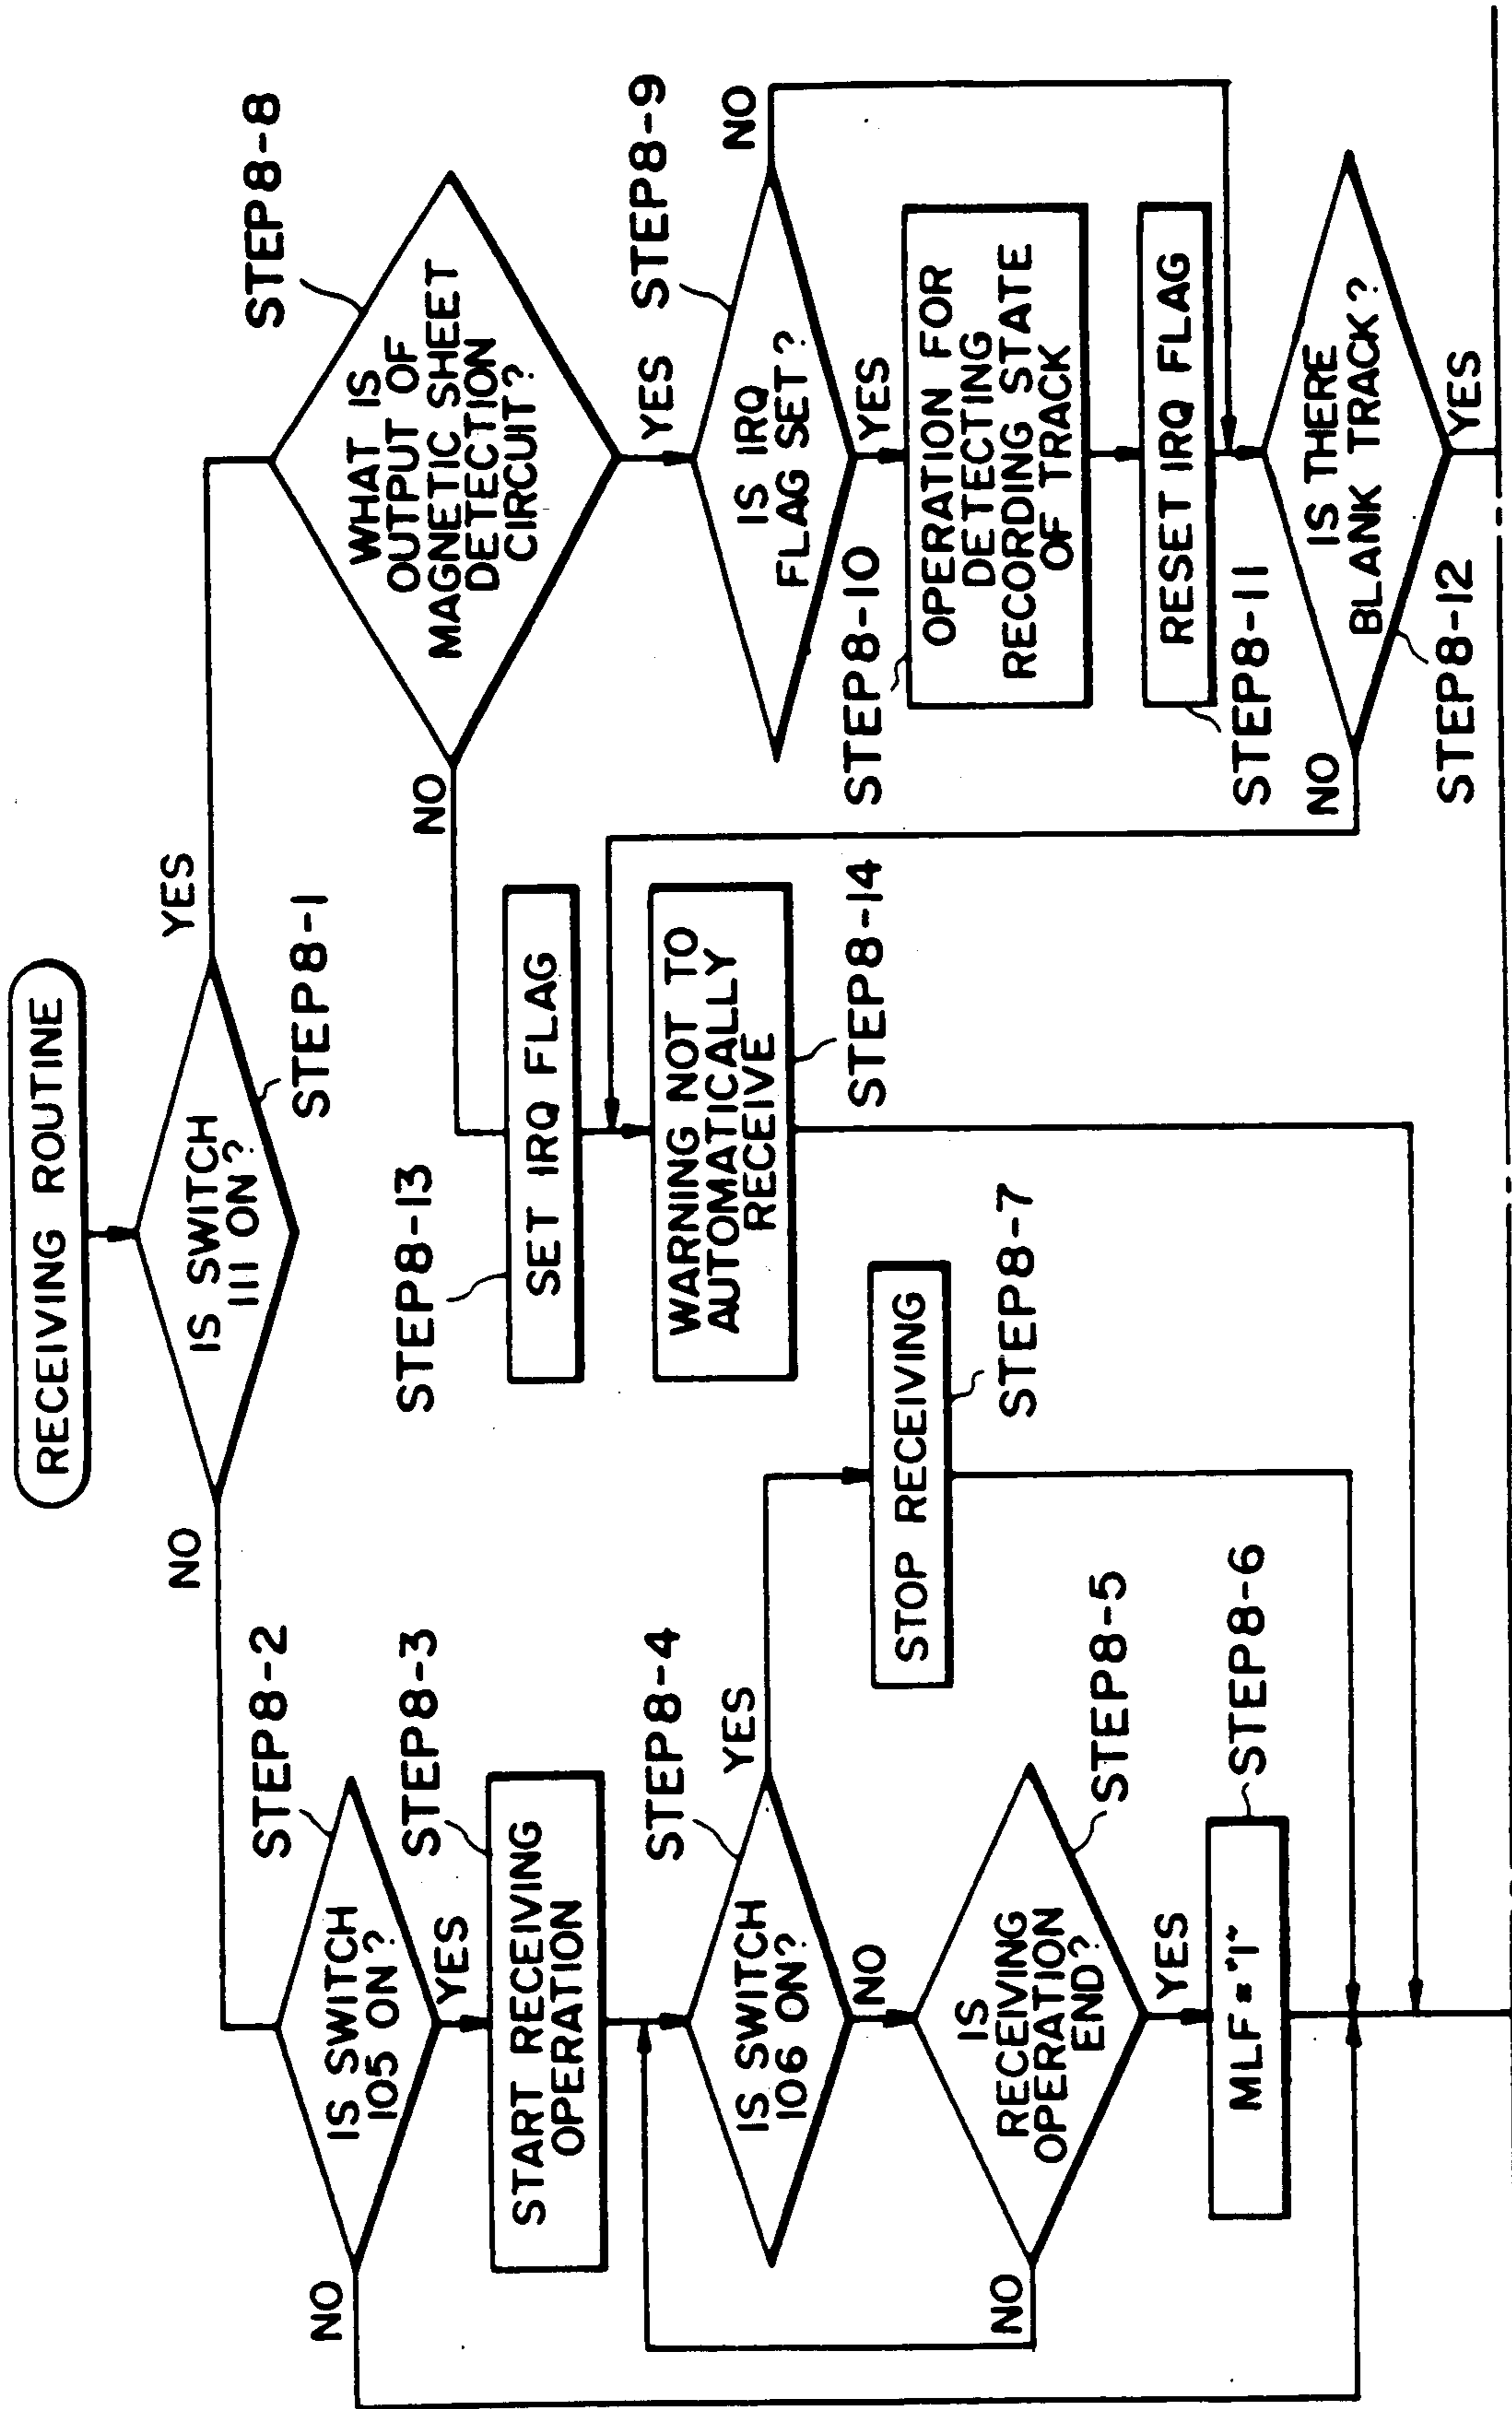 RECEIVING ROUTINE
IS SWITCH
111 ON?
STEP8-1
NO
YES
STEP8-2
IS SWITCH
105 ON?
NO
YES
STEP8-3
START RECEIVING
OPERATION
STEP8-4
IS SWITCH
106 ON?
YES
NO
STOP RECEIVING
STEP8-7
IS
RECEIVING
OPERATION
END?
STEP8-5
NO
YES
MLF="1"
STEP8-6
STEP8-8
WHAT IS
OUTPUT OF
MAGNETIC SHEET
DETECTION
CIRCUIT?
NO
YES
STEP8-13
SET IRQ FLAG
WARNING NOT TO
AUTOMATICALLY
RECEIVE
STEP8-14
STEP8-9
IS IRQ
FLAG SET?
NO
YES
STEP8-10
OPERATION FOR
DETECTING
RECORDING STATE
OF TRACK
RESET IRQ FLAG
STEP8-11
IS THERE
BLANK TRACK?
NO
YES
STEP8-12